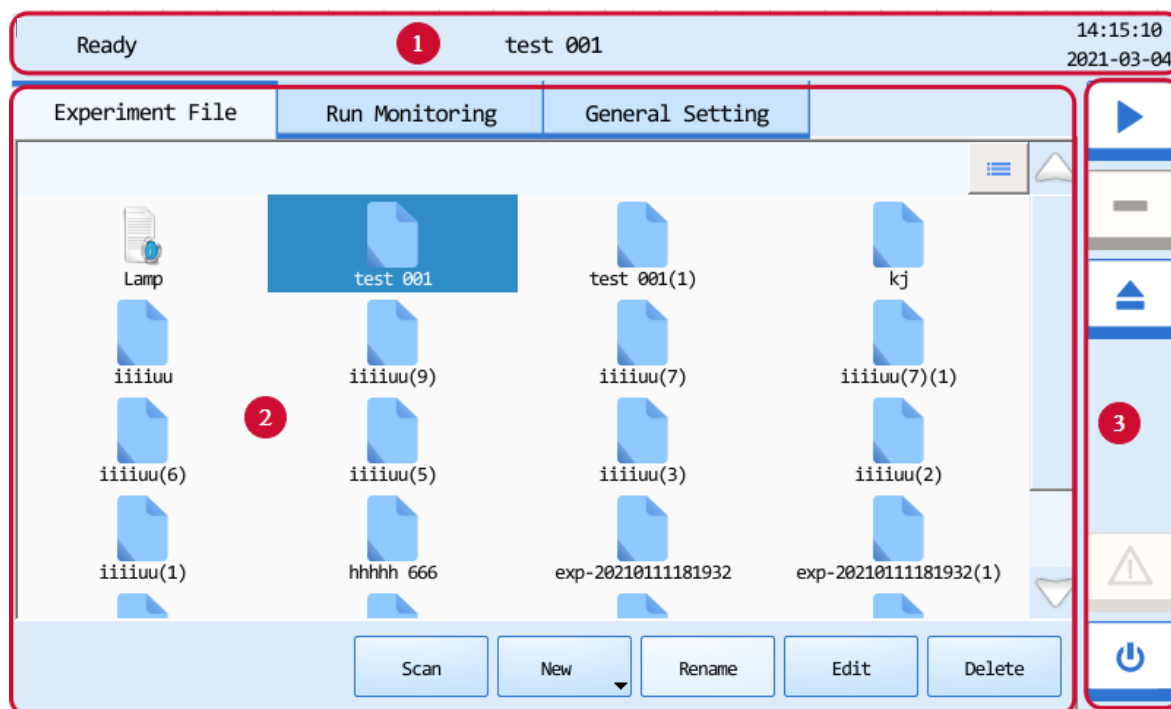 Ready 1 test 001 14:15:10
2021-03-04
Experiment File Run Monitoring General Setting
Lamp test 001 test 001(1) kj
iiiiuu iiiiuu(9) iiiiuu(7) iiiiuu(7)(1)
2 3
iiiiuu(6) iiiiuu(5) iiiiuu(3) iiiiuu(2)
iiiiuu(1) hhhhh 666 exp-20210111181932 exp-20210111181932(1)
Scan New Rename Edit Delete